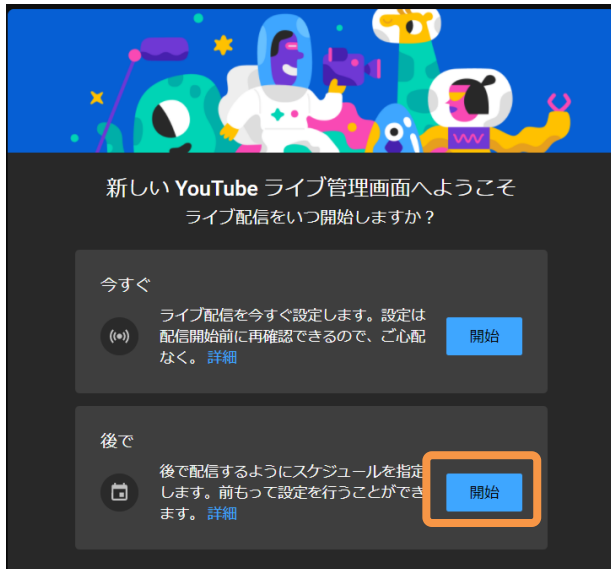 新しい YouTube ライブ管理画面へようこそ
ライブ配信をいつ開始しますか？
今すぐ
ライブ配信を今すぐ設定します。設定は
配信開始前に再確認できるので、ご心配
なく。 詳細
開始
後で
後で配信するようにスケジュールを指定
します。前もって設定を行うことができ
ます。 詳細
開始